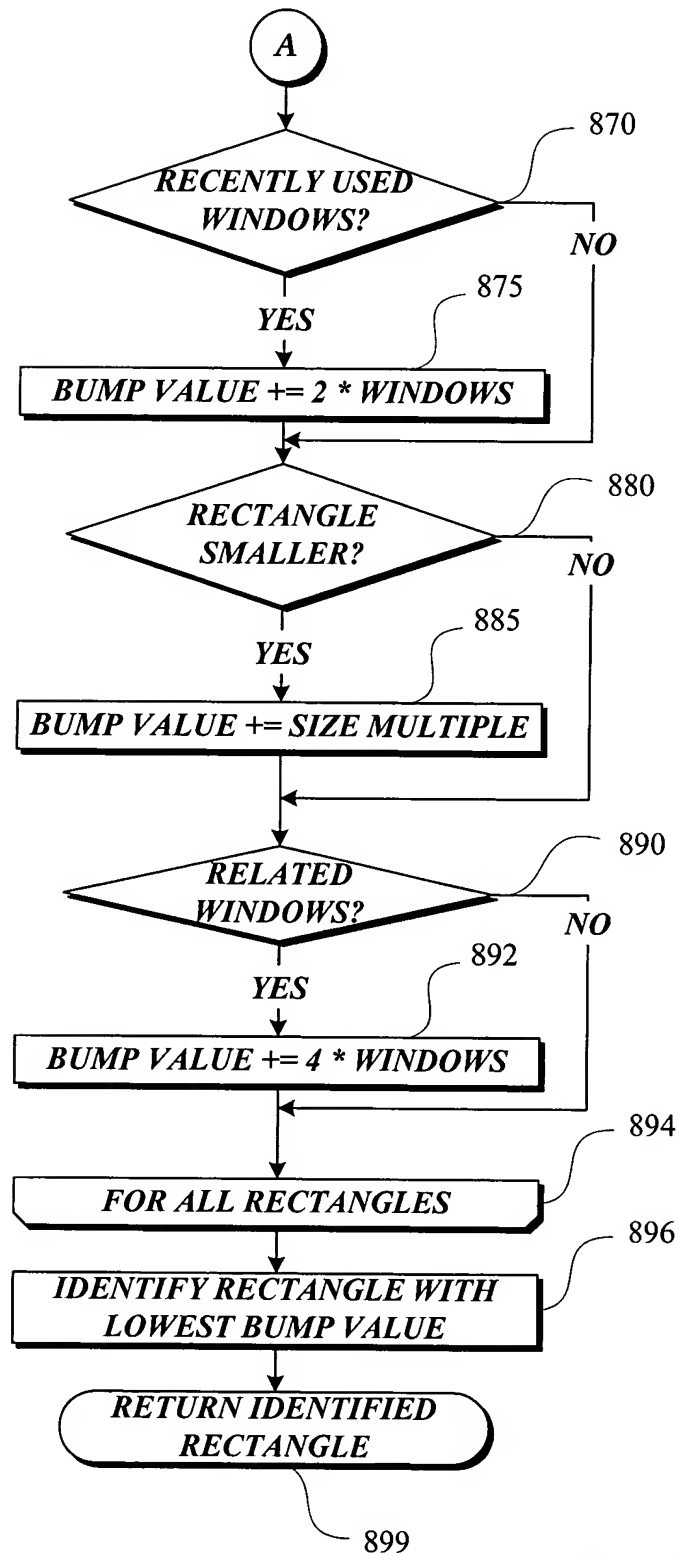 A
870
RECENTLY USED
WINDOWS?
NO
875
YES
BUMP VALUE += 2 * WINDOWS
880
RECTANGLE
SMALLER?
NO
885
YES
BUMP VALUE += SIZE MULTIPLE
890
RELATED
WINDOWS?
NO
892
YES
BUMP VALUE += 4 * WINDOWS
894
FOR ALL RECTANGLES
896
IDENTIFY RECTANGLE WITH
LOWEST BUMP VALUE
RETURN IDENTIFIED
RECTANGLE
899